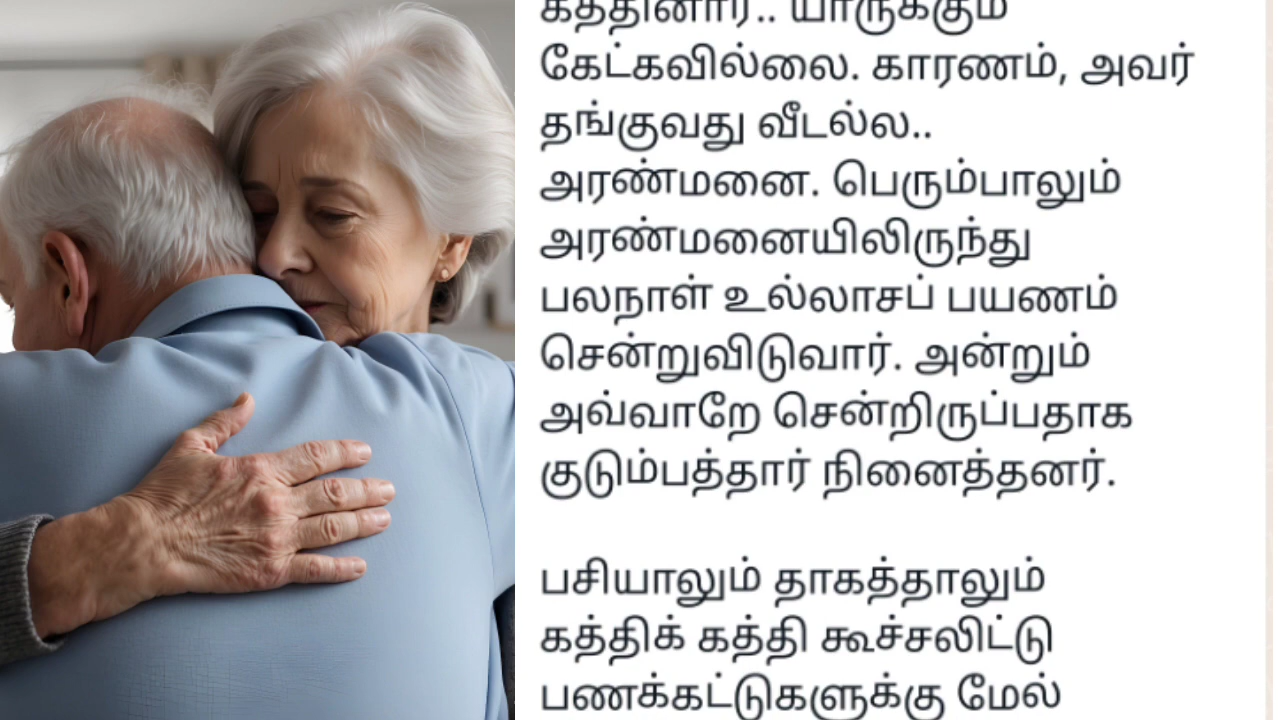 கத்தினார்.. யாருக்கும்
கேட்கவில்லை. காரணம், அவர்
தங்குவது வீடல்ல..
அரண்மனை. பெரும்பாலும்
அரண்மனையிலிருந்து
பலநாள் உல்லாசப் பயணம்
சென்றுவிடுவார். அன்றும்
அவ்வாறே சென்றிருப்பதாக
குடும்பத்தார் நினைத்தனர்.
பசியாலும் தாகத்தாலும்
கத்திக் கத்தி கூச்சலிட்டு
பணக்கட்டுகளுக்கு மேல்